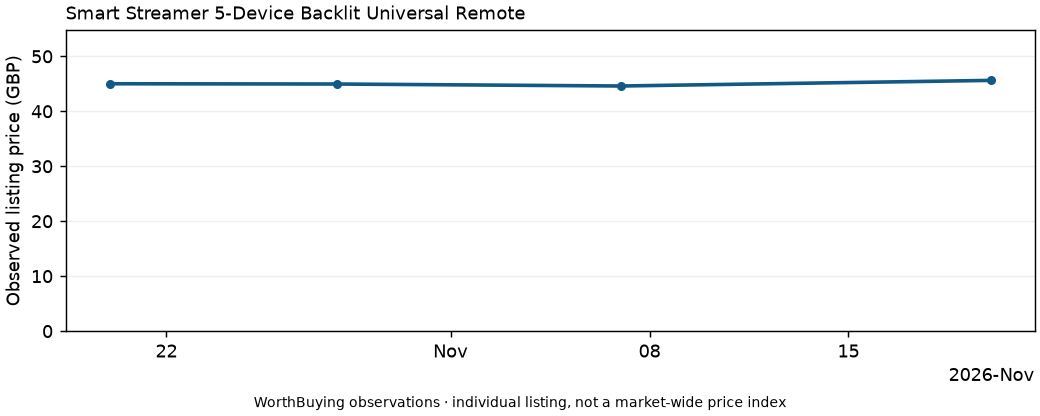 Smart Streamer 5-Device Backlit Universal Remote
Observed listing price (GBP)
50
40
30
20
10
0
22
Nov
08
15
2026-Nov
WorthBuying observations · individual listing, not a market-wide price index